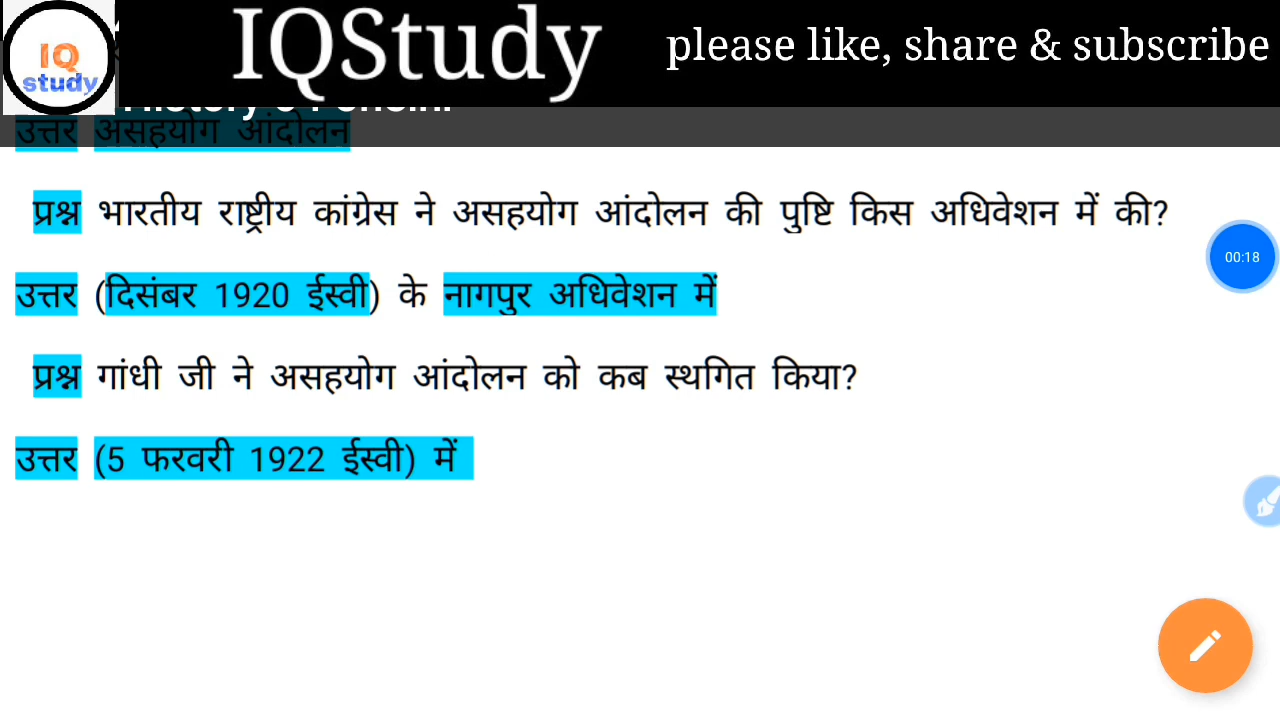 IQ
study
IQStudy
please like, share & subscribe
उत्तर असहयोग आंदोलन
प्रश्न भारतीय राष्ट्रीय कांग्रेस ने असहयोग आंदोलन की पुष्टि किस अधिवेशन में की?
00:18
उत्तर (दिसंबर 1920 ईस्वी) के नागपुर अधिवेशन में
प्रश्न गांधी जी ने असहयोग आंदोलन को कब स्थगित किया?
उत्तर (5 फरवरी 1922 ईस्वी) में